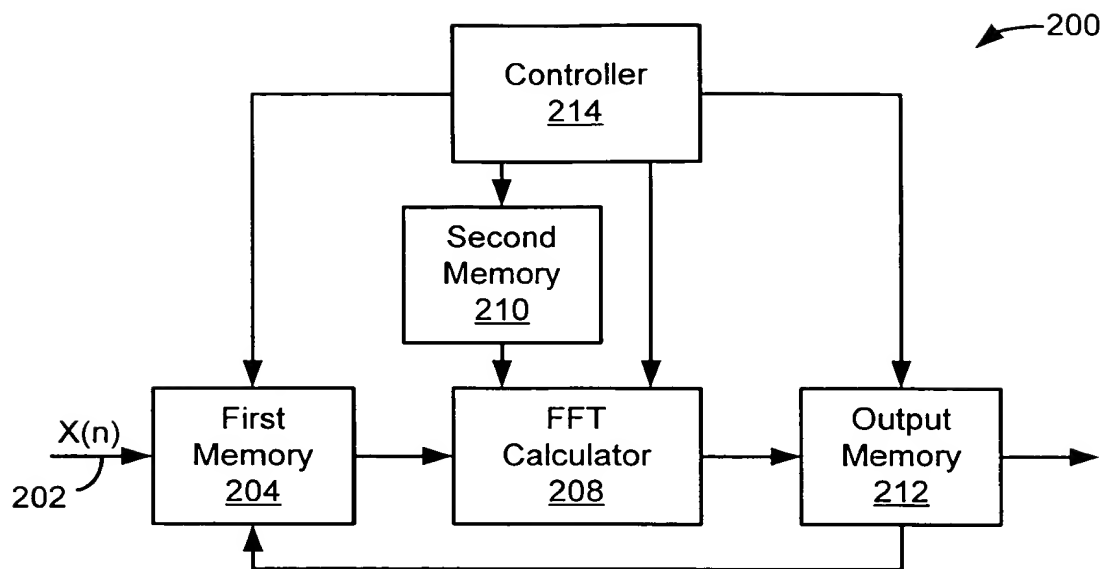 200
Controller
214
Second
Memory
210
X(n)
202
First
Memory
204
FFT
Calculator
208
Output
Memory
212